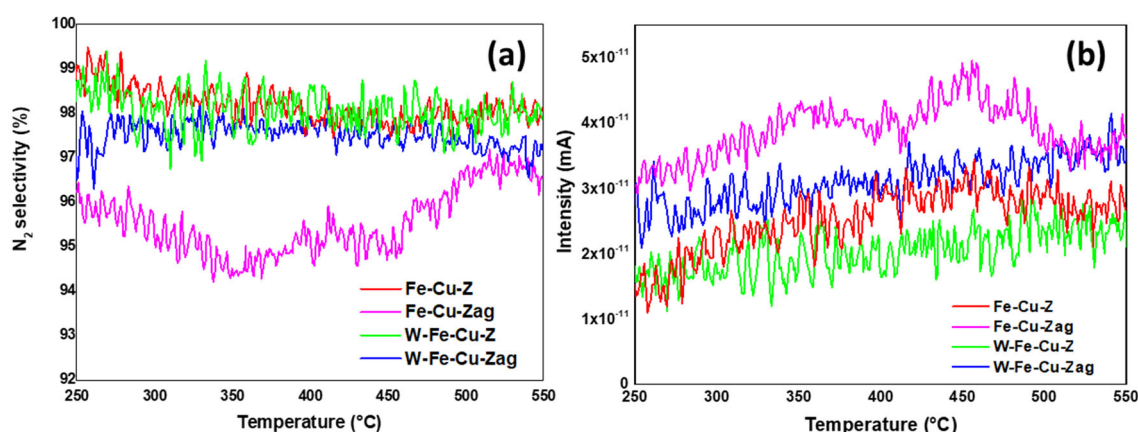 (a)
N₂ selectivity (%)
100
99
98
97
96
95
94
93
92
250 300 350 400 450 500 550
Temperature (°C)
Fe-Cu-Z
Fe-Cu-Zag
W-Fe-Cu-Z
W-Fe-Cu-Zag
(b)
Intensity (mA)
5x10⁻¹¹
4x10⁻¹¹
3x10⁻¹¹
2x10⁻¹¹
1x10⁻¹¹
0
250 300 350 400 450 500 550
Temperature (°C)
Fe-Cu-Z
Fe-Cu-Zag
W-Fe-Cu-Z
W-Fe-Cu-Zag